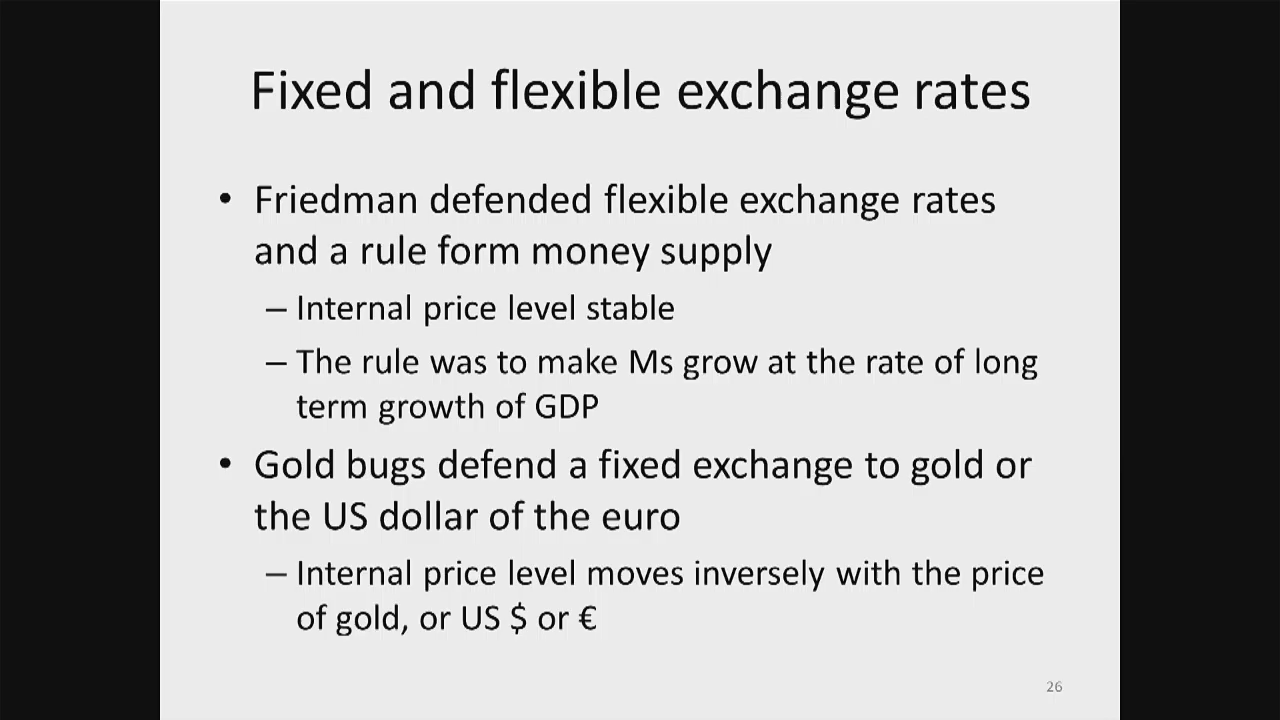 Fixed and flexible exchange rates
• Friedman defended flexible exchange rates
and a rule form money supply
– Internal price level stable
– The rule was to make Ms grow at the rate of long
term growth of GDP
• Gold bugs defend a fixed exchange to gold or
the US dollar of the euro
– Internal price level moves inversely with the price
of gold, or US $ or €
26